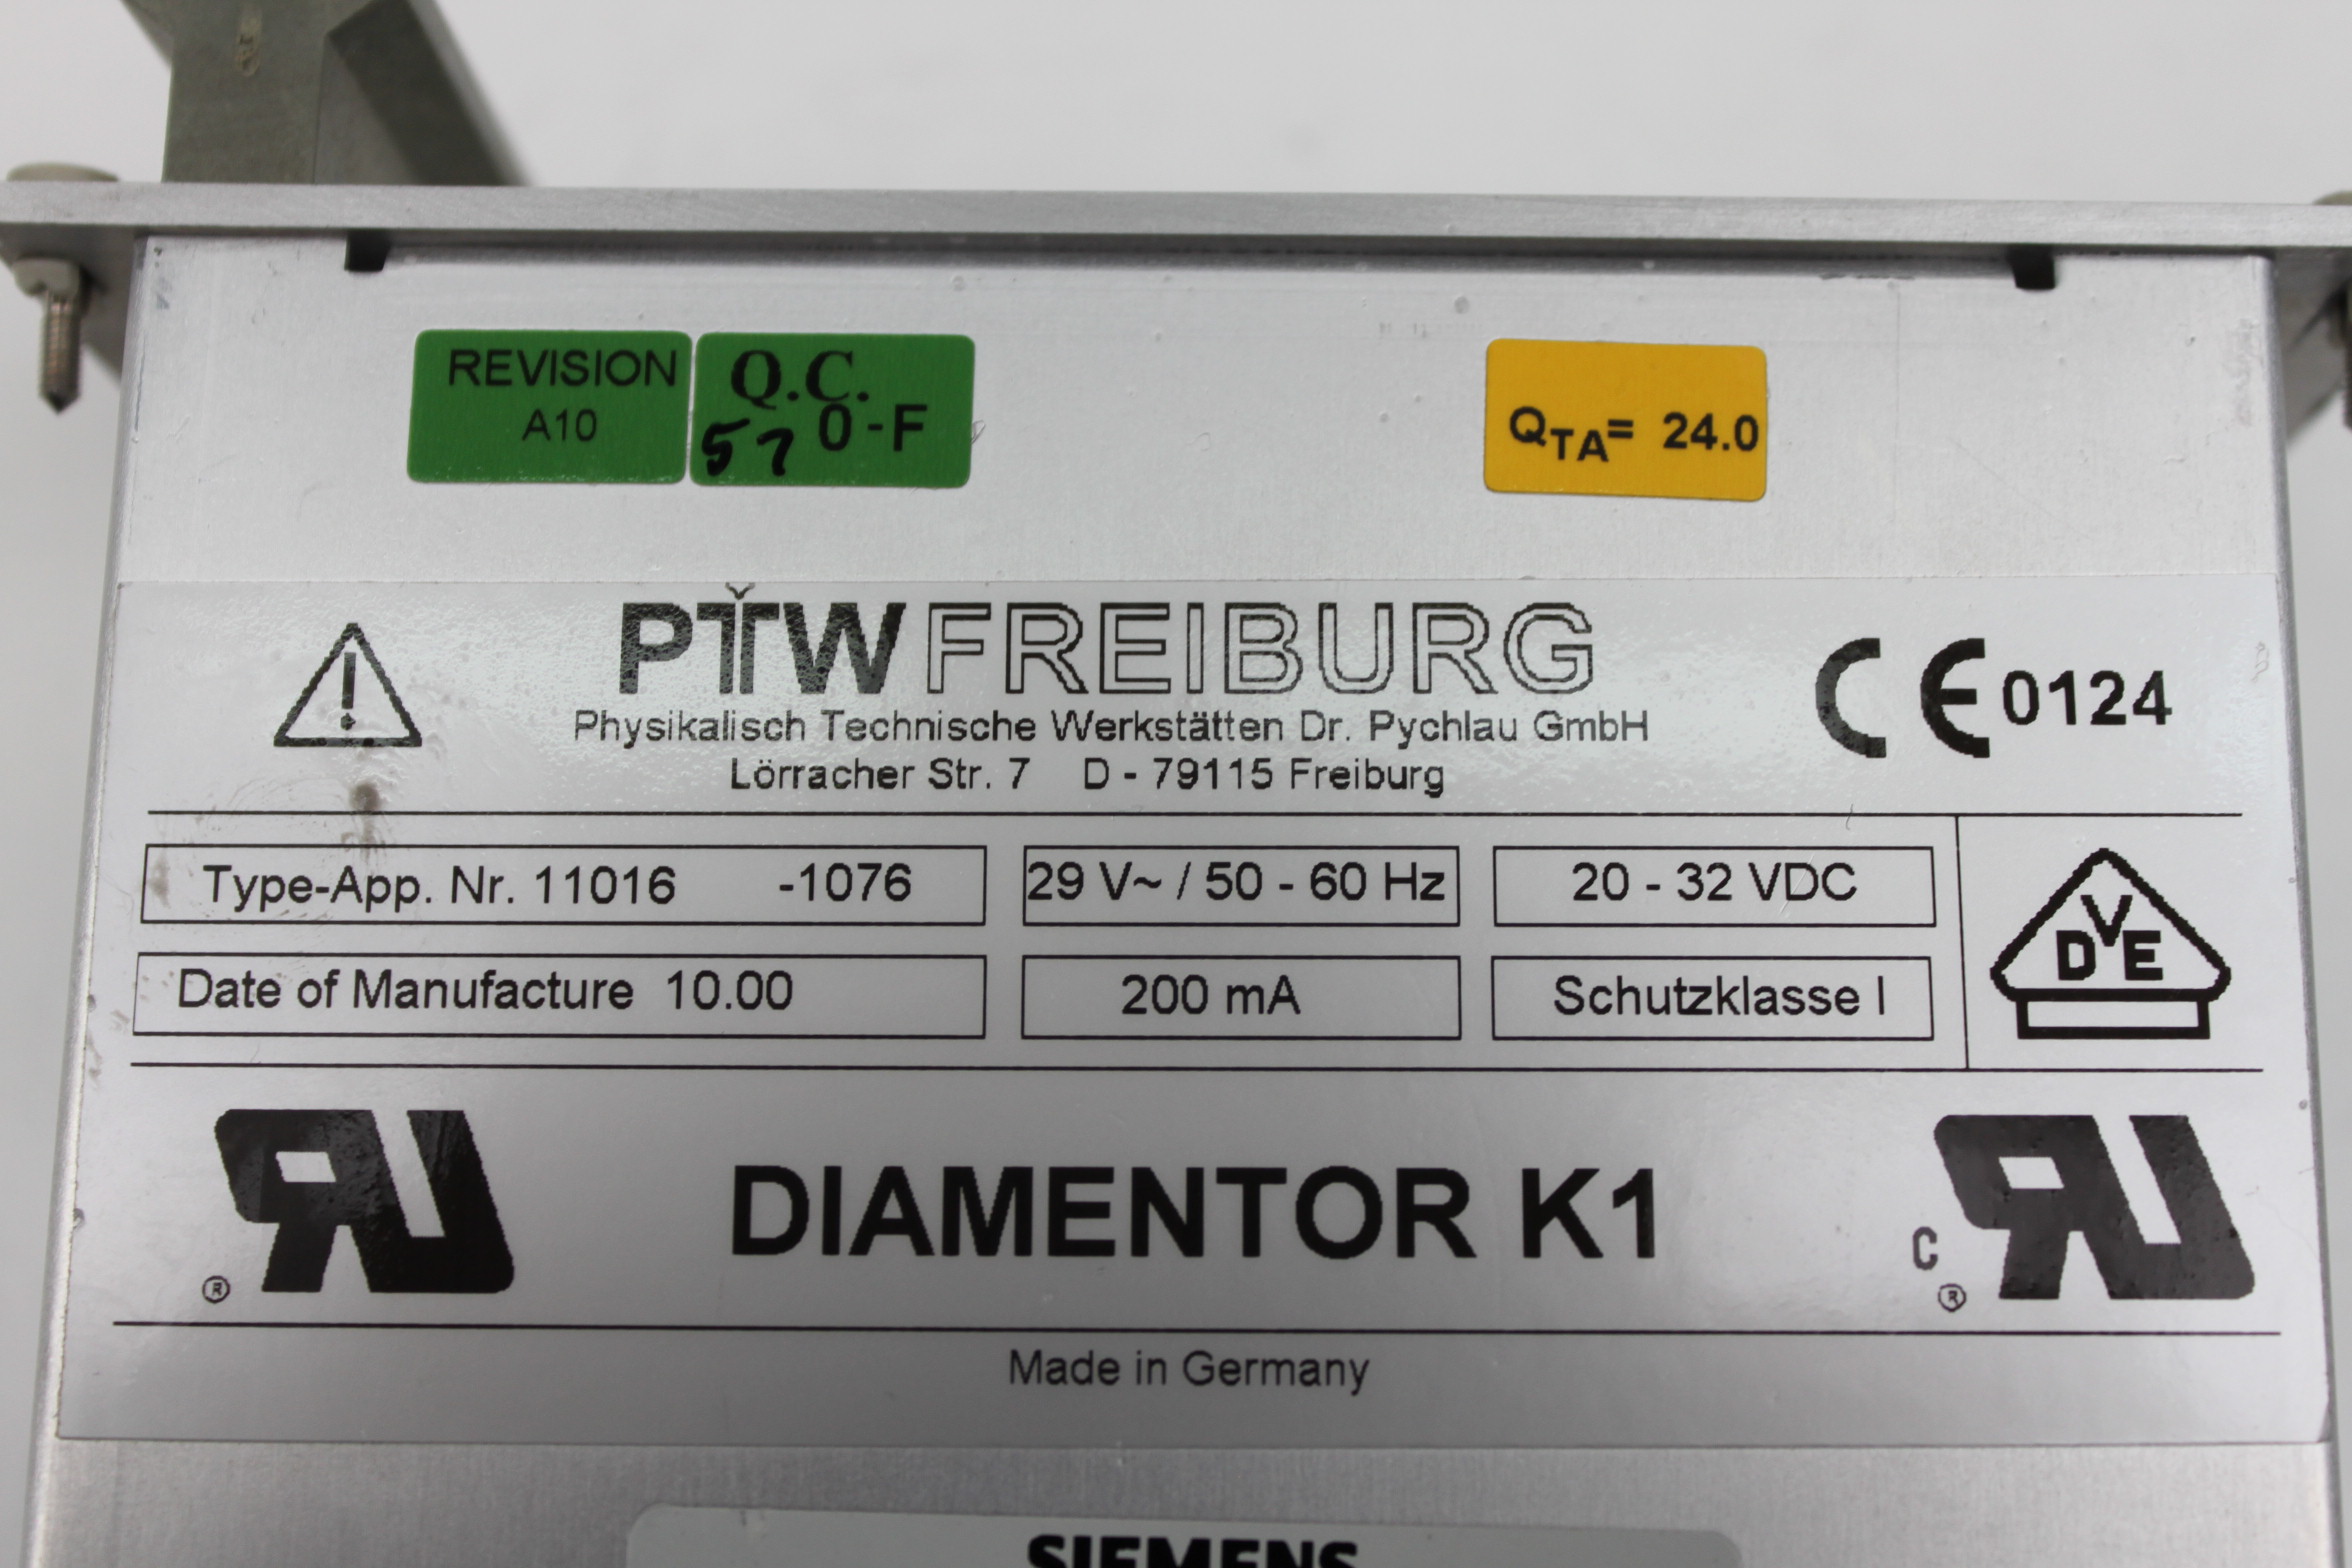 REVISION
A10
Q.C.
57 0-F
QTA= 24.0
PTW FREIBURG
Physikalisch Technische Werkstätten Dr. Pychlau GmbH
Lörracher Str. 7 D - 79115 Freiburg
CE 0124
Type-App. Nr. 11016 -1076
29 V~ / 50 - 60 Hz
20 - 32 VDC
Date of Manufacture 10.00
200 mA
Schutzklasse I
DVE
RU
®
DIAMENTOR K1
C
RU
®
Made in Germany
SIEMENS